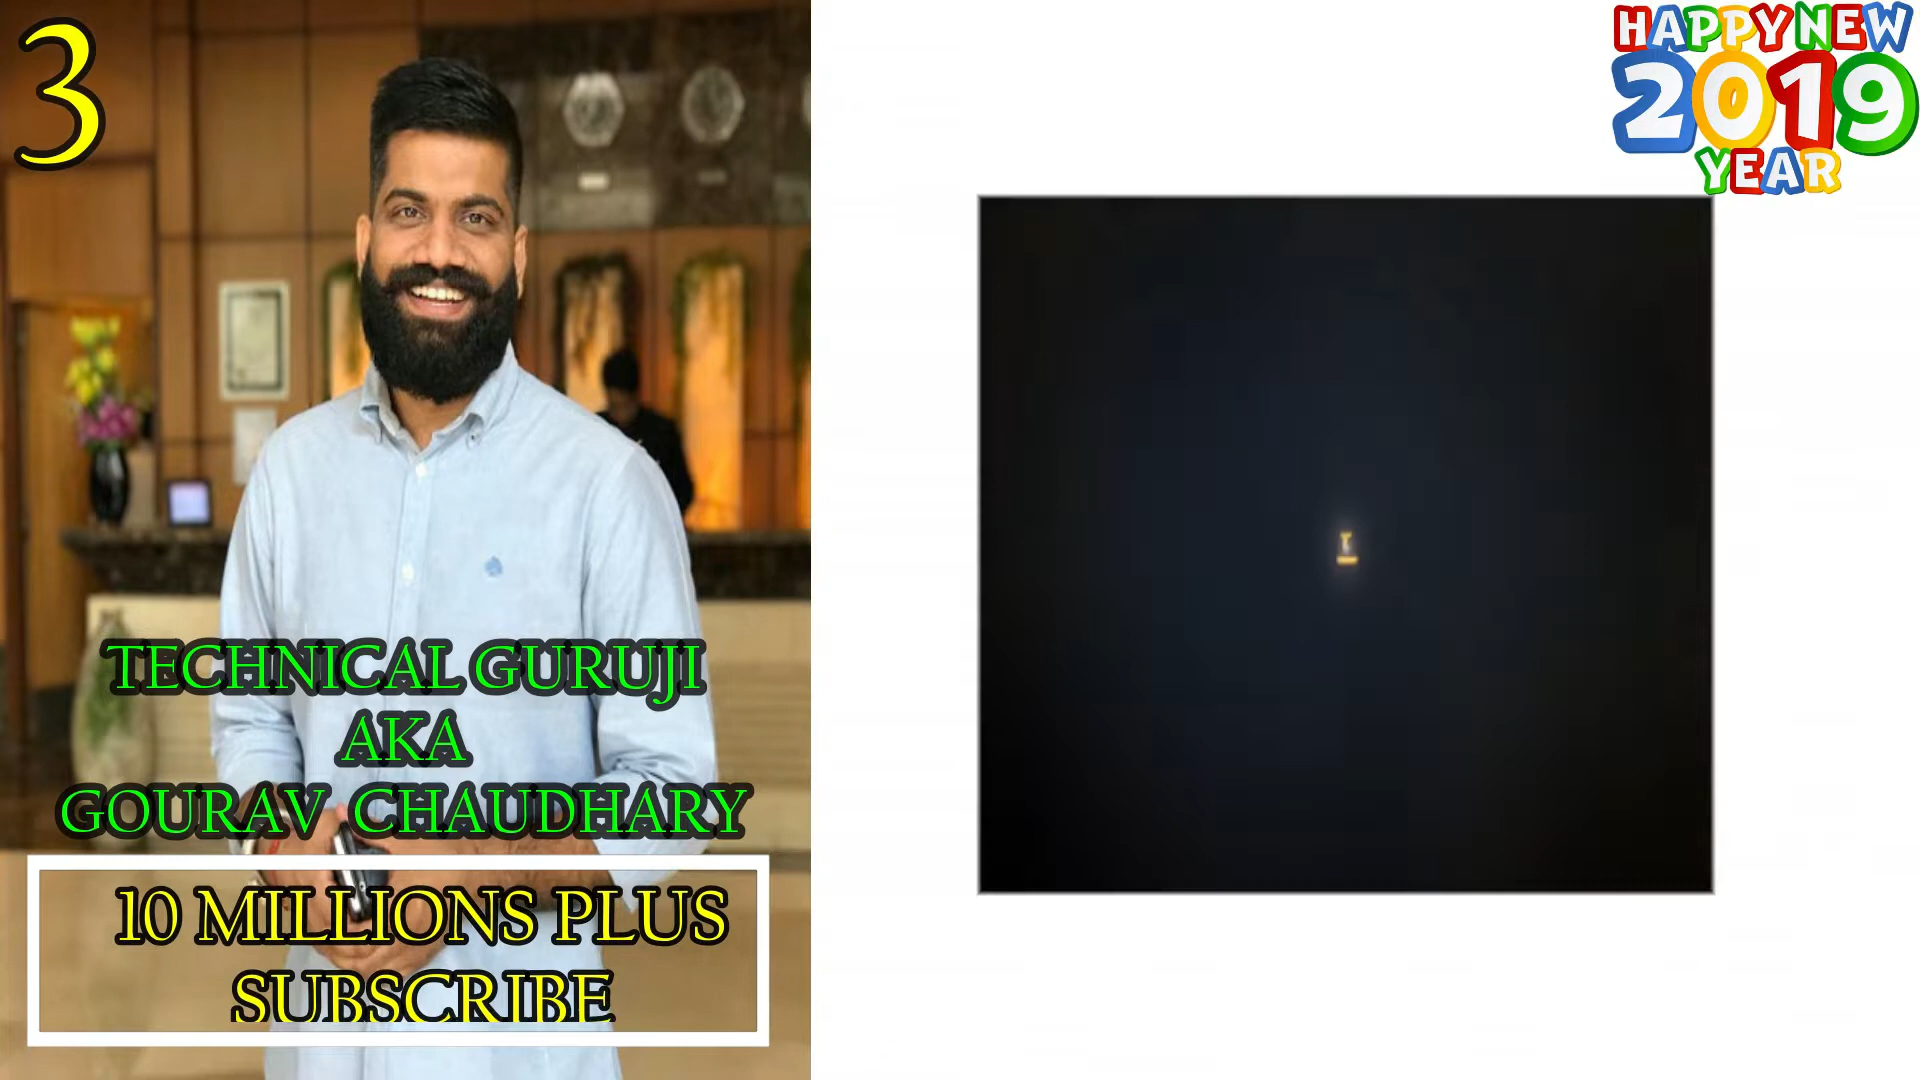 3
HAPPY NEW
2019
YEAR
TECHNICAL GURUJI
AKA
GOURAV CHAUDHARY
10 MILLIONS PLUS
SUBSCRIBE